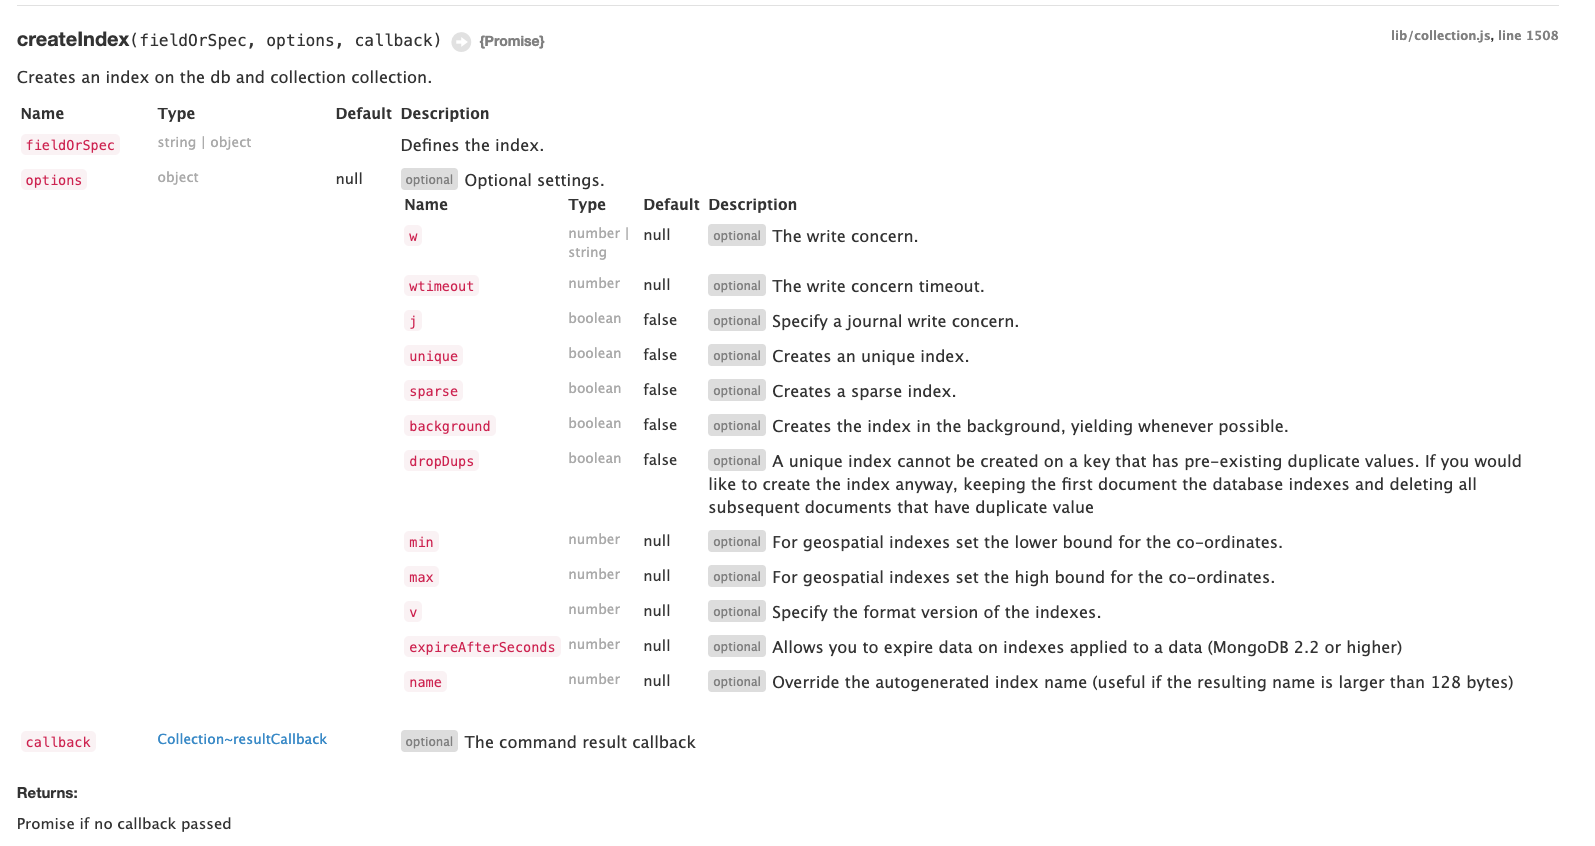 createIndex(fieldOrSpec, options, callback) {Promise} lib/collection.js, line 1508
Creates an index on the db and collection collection.
Name Type Default Description
fieldOrSpec string | object Defines the index.
options object null optional Optional settings.
Name Type Default Description
w number | string null optional The write concern.
wtimeout number null optional The write concern timeout.
j boolean false optional Specify a journal write concern.
unique boolean false optional Creates an unique index.
sparse boolean false optional Creates a sparse index.
background boolean false optional Creates the index in the background, yielding whenever possible.
dropDups boolean false optional A unique index cannot be created on a key that has pre-existing duplicate values. If you would
like to create the index anyway, keeping the first document the database indexes and deleting all
subsequent documents that have duplicate value
min number null optional For geospatial indexes set the lower bound for the co-ordinates.
max number null optional For geospatial indexes set the high bound for the co-ordinates.
v number null optional Specify the format version of the indexes.
expireAfterSeconds number null optional Allows you to expire data on indexes applied to a data (MongoDB 2.2 or higher)
name number null optional Override the autogenerated index name (useful if the resulting name is larger than 128 bytes)
callback Collection~resultCallback optional The command result callback
Returns:
Promise if no callback passed